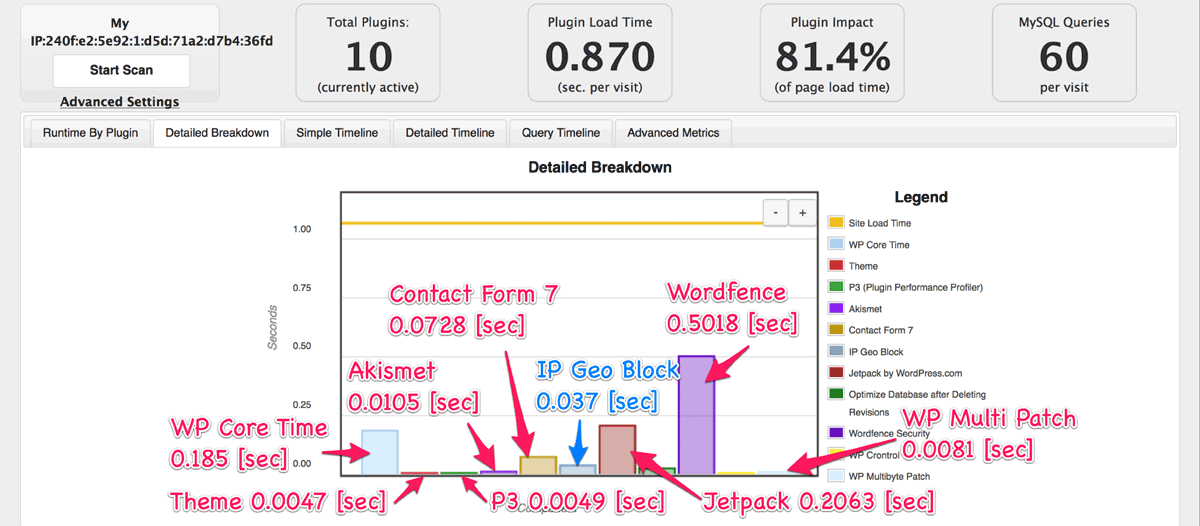 My
IP:240f:e2:5e92:1:d5d:71a2:d7b4:36fd
Start Scan
Advanced Settings
Total Plugins:
10
(currently active)
Plugin Load Time
0.870
(sec. per visit)
Plugin Impact
81.4%
(of page load time)
MySQL Queries
60
per visit
Runtime By Plugin
Detailed Breakdown
Simple Timeline
Detailed Timeline
Query Timeline
Advanced Metrics
Detailed Breakdown
- +
1.00
0.75
0.50
0.25
0.00
Seconds
Contact Form 7
0.0728 [sec]
Wordfence
0.5018 [sec]
Akismet
0.0105 [sec]
IP Geo Block
0.037 [sec]
WP Core Time
0.185 [sec]
Theme 0.0047 [sec]
P3 0.0049 [sec]
Jetpack 0.2063 [sec]
WP Multi Patch
0.0081 [sec]
Legend
Site Load Time
WP Core Time
Theme
P3 (Plugin Performance Profiler)
Akismet
Contact Form 7
IP Geo Block
Jetpack by WordPress.com
Optimize Database after Deleting
Revisions
Wordfence Security
WP Crontrol
WP Multibyte Patch